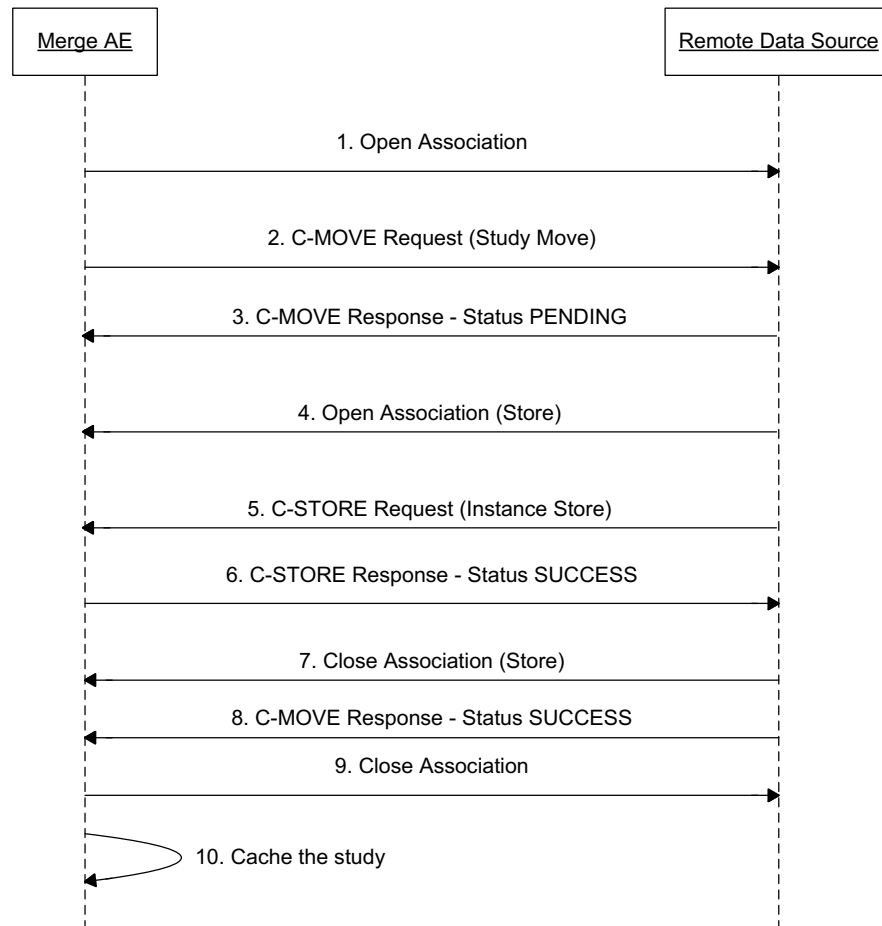 Merge AE
Remote Data Source
1. Open Association
2. C-MOVE Request (Study Move)
3. C-MOVE Response - Status PENDING
4. Open Association (Store)
5. C-STORE Request (Instance Store)
6. C-STORE Response - Status SUCCESS
7. Close Association (Store)
8. C-MOVE Response - Status SUCCESS
9. Close Association
10. Cache the study